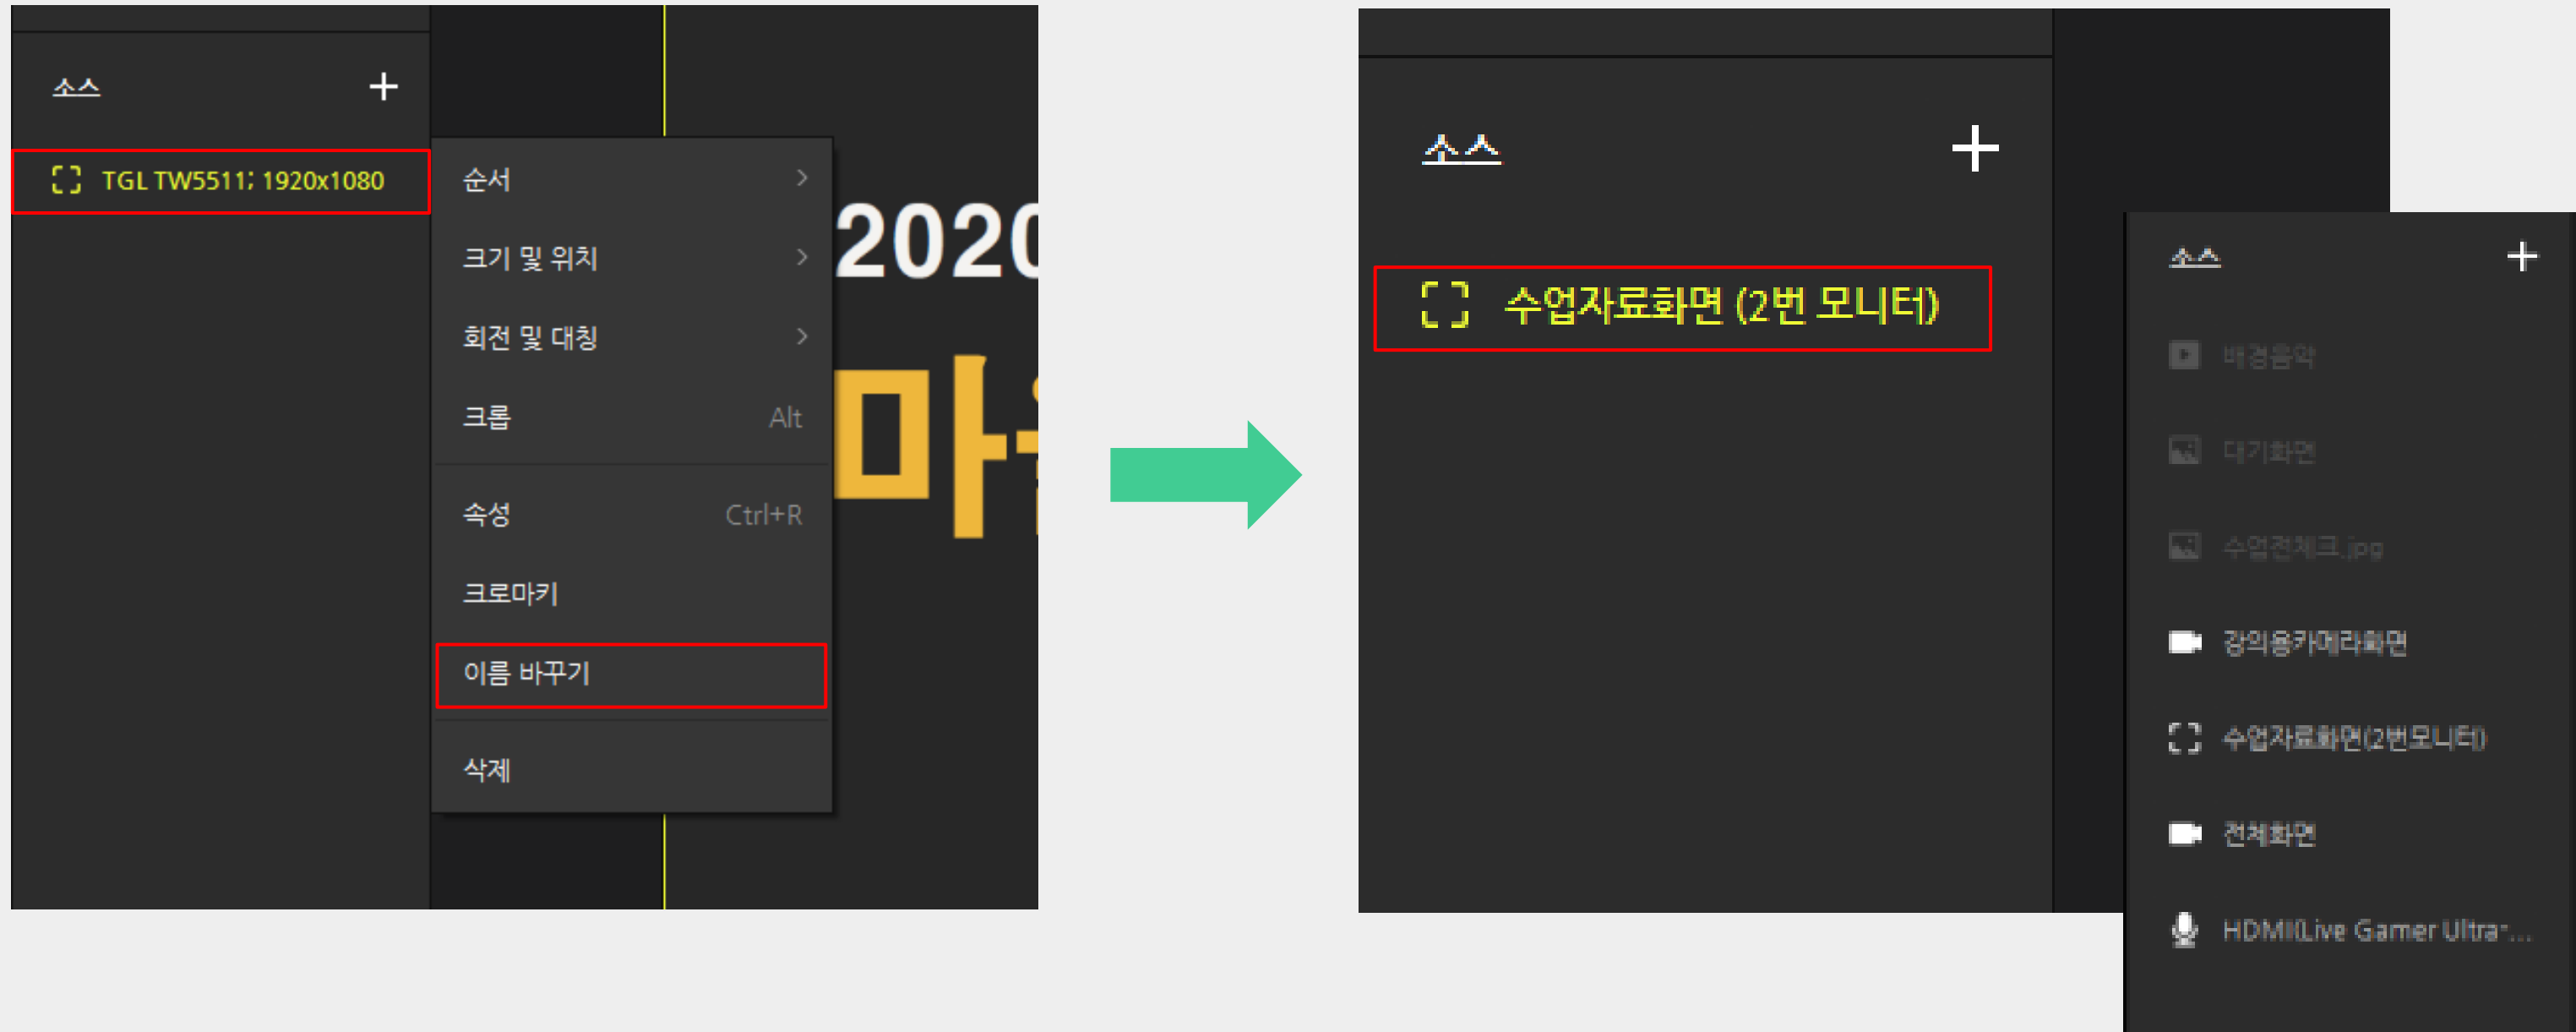 소스
TGL TW5511; 1920x1080
순서
크기 및 위치
회전 및 대칭
크롭 Alt
속성 Ctrl+R
크로마키
이름 바꾸기
삭제
2020
마
소스
수업자료화면 (2번 모니터)
소스
배경음악
대기화면
수업전체크.jpg
강의용카메라화면
수업자료화면(2번모니터)
전체화면
HDMI(Live Gamer Ultra-...